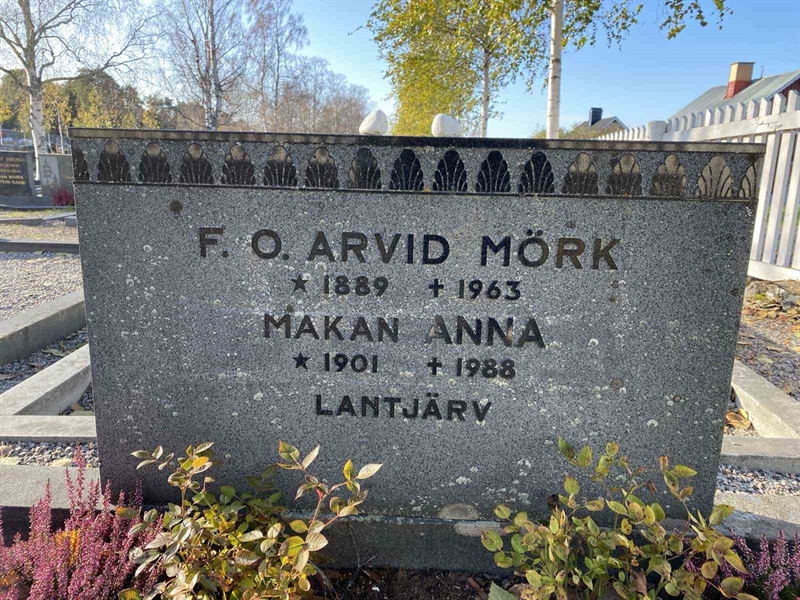 F. O. ARVID MÖRK
★ 1889 ✝ 1963
MAKAN ANNA
★ 1901 ✝ 1988
LANTJÄRV